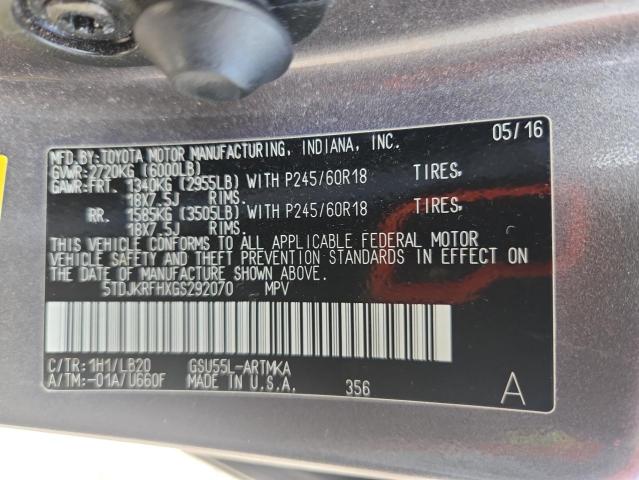 MFD.BY:TOYOTA MOTOR MANUFACTURING, INDIANA, INC. 05/16
GVWR:2720KG (6000LB)
GAWR:FRT. 1340KG (2955LB) WITH P245/60R18 TIRES,
18X7.5J RIMS.
RR. 1585KG (3505LB) WITH P245/60R18 TIRES,
18X7.5J RIMS.
THIS VEHICLE CONFORMS TO ALL APPLICABLE FEDERAL MOTOR
VEHICLE SAFETY AND THEFT PREVENTION STANDARDS IN EFFECT ON
THE DATE OF MANUFACTURE SHOWN ABOVE.
5TDJKRFHXGS292070 MPV
C/TR:1H1/LB20 GSU55L-ARTMKA
A/TM:-01A/U660F MADE IN U.S.A. 356 A